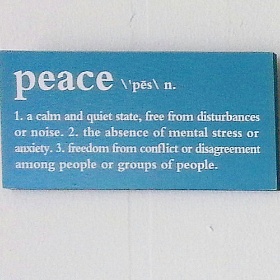 peace \'pēs\ n.
1. a calm and quiet state, free from disturbances
or noise. 2. the absence of mental stress or
anxiety. 3. freedom from conflict or disagreement
among people or groups of people.